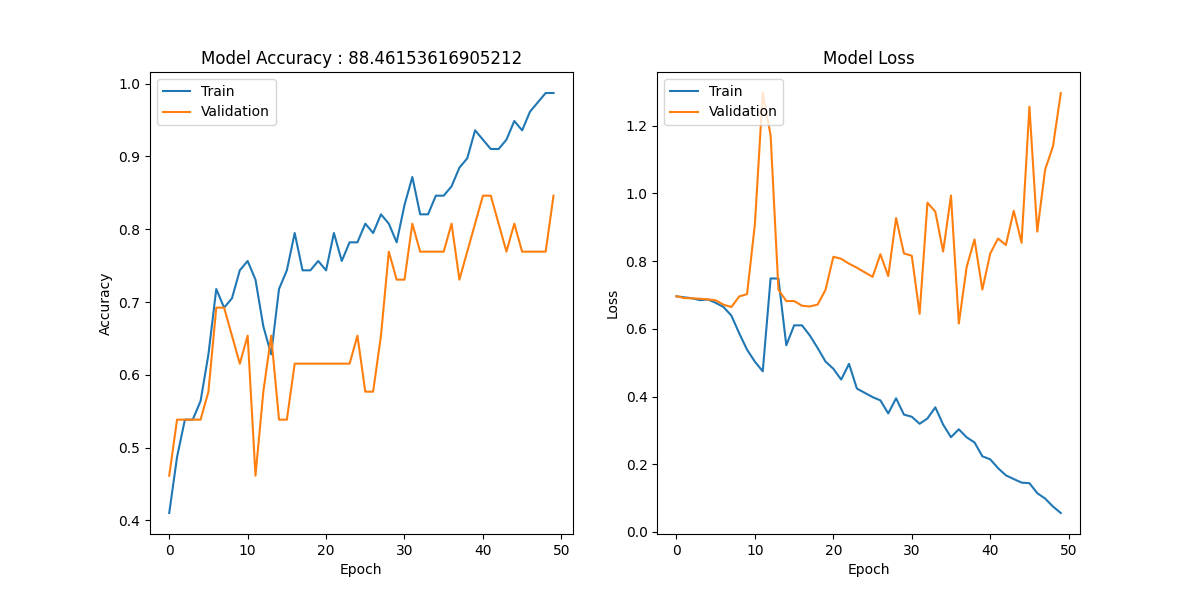 Model Accuracy : 88.46153616905212
Train
Validation
1.0
0.9
0.8
0.7
0.6
0.5
0.4
Accuracy
0 10 20 30 40 50
Epoch
Model Loss
Train
Validation
1.2
1.0
0.8
0.6
0.4
0.2
0.0
Loss
0 10 20 30 40 50
Epoch